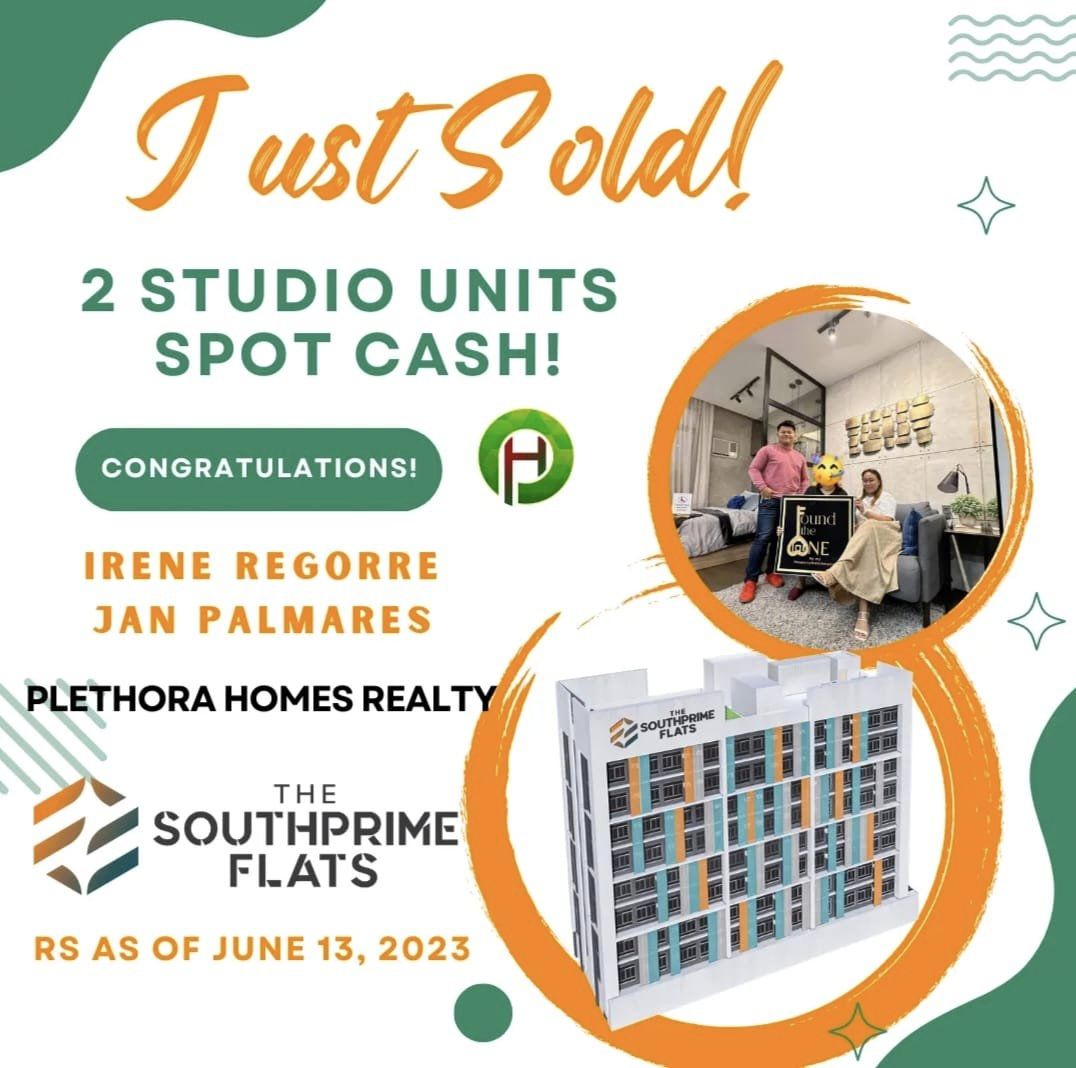 Just Sold!
2 STUDIO UNITS
SPOT CASH!
CONGRATULATIONS!
PH
IRENE REGORRE
JAN PALMARES
PLETHORA HOMES REALTY
THE
SOUTHPRIME
FLATS
RS AS OF JUNE 13, 2023
Found
the
ONE
THE
SOUTHPRIME
FLATS